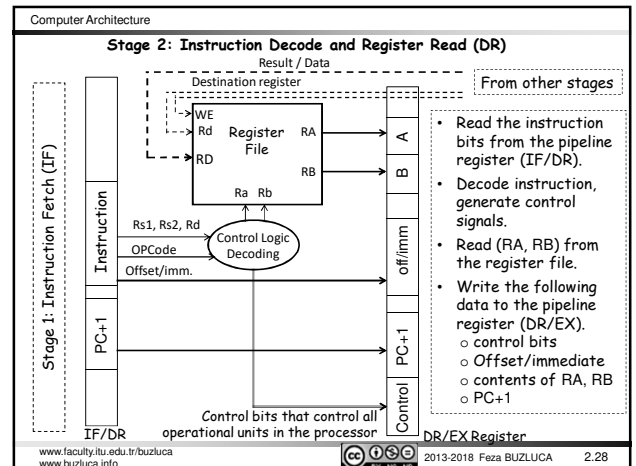 Computer Architecture
Stage 2: Instruction Decode and Register Read (DR)
Result / Data
Destination register
From other stages
Stage 1: Instruction Fetch (IF)
Instruction
PC+1
IF/DR
WE
Rd
RD
Register
File
RA
RB
Ra Rb
Rs1, Rs2, Rd
OPCode
Offset/imm.
Control Logic
Decoding
A
B
off/imm
PC+1
Control
Control bits that control all
operational units in the processor
DR/EX Register
• Read the instruction
bits from the pipeline
register (IF/DR).
• Decode instruction,
generate control
signals.
• Read (RA, RB) from
the register file.
• Write the following
data to the pipeline
register (DR/EX).
o control bits
o Offset/immediate
o contents of RA, RB
o PC+1
www.faculty.itu.edu.tr/buzluca
www.buzluca.info
cc
BY NC ND
2013-2018 Feza BUZLUCA
2.28